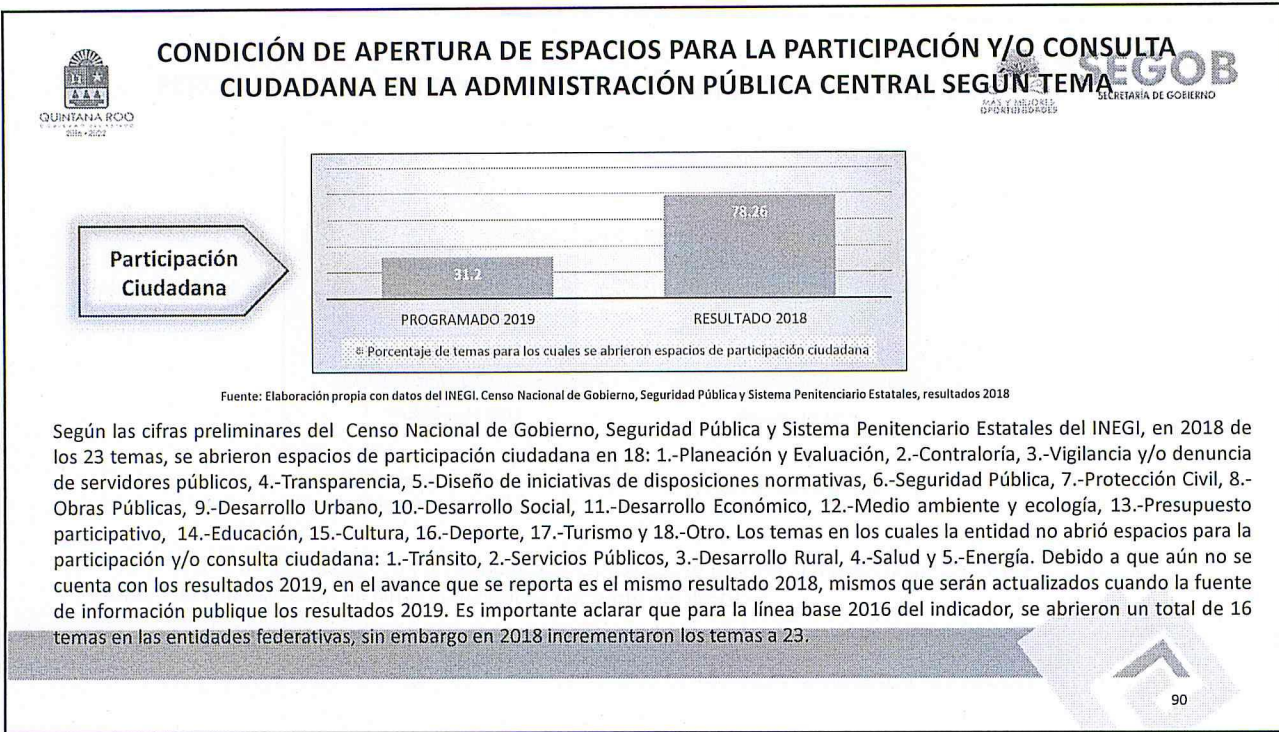 CONDICIÓN DE APERTURA DE ESPACIOS PARA LA PARTICIPACIÓN Y/O CONSULTA
CIUDADANA EN LA ADMINISTRACIÓN PÚBLICA CENTRAL SEGÚN TEMA
QUINTANA ROO
2016 • 2022
MÁS Y MEJORES
OPORTUNIDADES
SEGOB
SECRETARÍA DE GOBIERNO
Participación
Ciudadana
31.2
78.26
PROGRAMADO 2019
RESULTADO 2018
Porcentaje de temas para los cuales se abrieron espacios de participación ciudadana
Fuente: Elaboración propia con datos del INEGI. Censo Nacional de Gobierno, Seguridad Pública y Sistema Penitenciario Estatales, resultados 2018
Según las cifras preliminares del Censo Nacional de Gobierno, Seguridad Pública y Sistema Penitenciario Estatales del INEGI, en 2018 de
los 23 temas, se abrieron espacios de participación ciudadana en 18: 1.-Planeación y Evaluación, 2.-Contraloría, 3.-Vigilancia y/o denuncia
de servidores públicos, 4.-Transparencia, 5.-Diseño de iniciativas de disposiciones normativas, 6.-Seguridad Pública, 7.-Protección Civil, 8.-
Obras Públicas, 9.-Desarrollo Urbano, 10.-Desarrollo Social, 11.-Desarrollo Económico, 12.-Medio ambiente y ecología, 13.-Presupuesto
participativo, 14.-Educación, 15.-Cultura, 16.-Deporte, 17.-Turismo y 18.-Otro. Los temas en los cuales la entidad no abrió espacios para la
participación y/o consulta ciudadana: 1.-Tránsito, 2.-Servicios Públicos, 3.-Desarrollo Rural, 4.-Salud y 5.-Energía. Debido a que aún no se
cuenta con los resultados 2019, en el avance que se reporta es el mismo resultado 2018, mismos que serán actualizados cuando la fuente
de información publique los resultados 2019. Es importante aclarar que para la línea base 2016 del indicador, se abrieron un total de 16
temas en las entidades federativas, sin embargo en 2018 incrementaron los temas a 23.
90